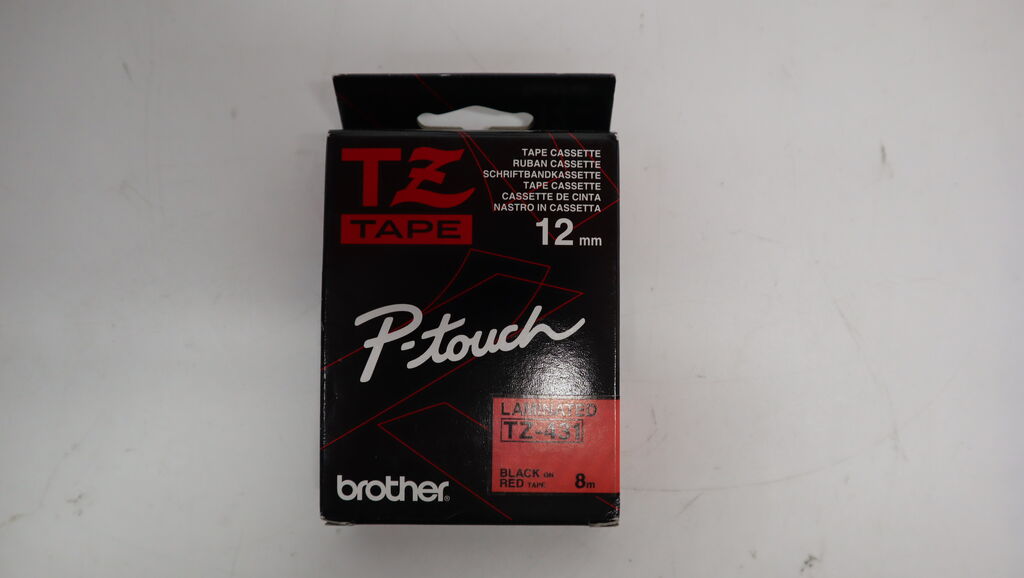 TZ
TAPE
TAPE CASSETTE
RUBAN CASSETTE
SCHRIFTBANDKASSETTE
TAPE CASSETTE
CASSETTE DE CINTA
NASTRO IN CASSETTA
12 mm
P-touch
LAMINATED
TZ-431
BLACK ON
RED TAPE 8m
brother®